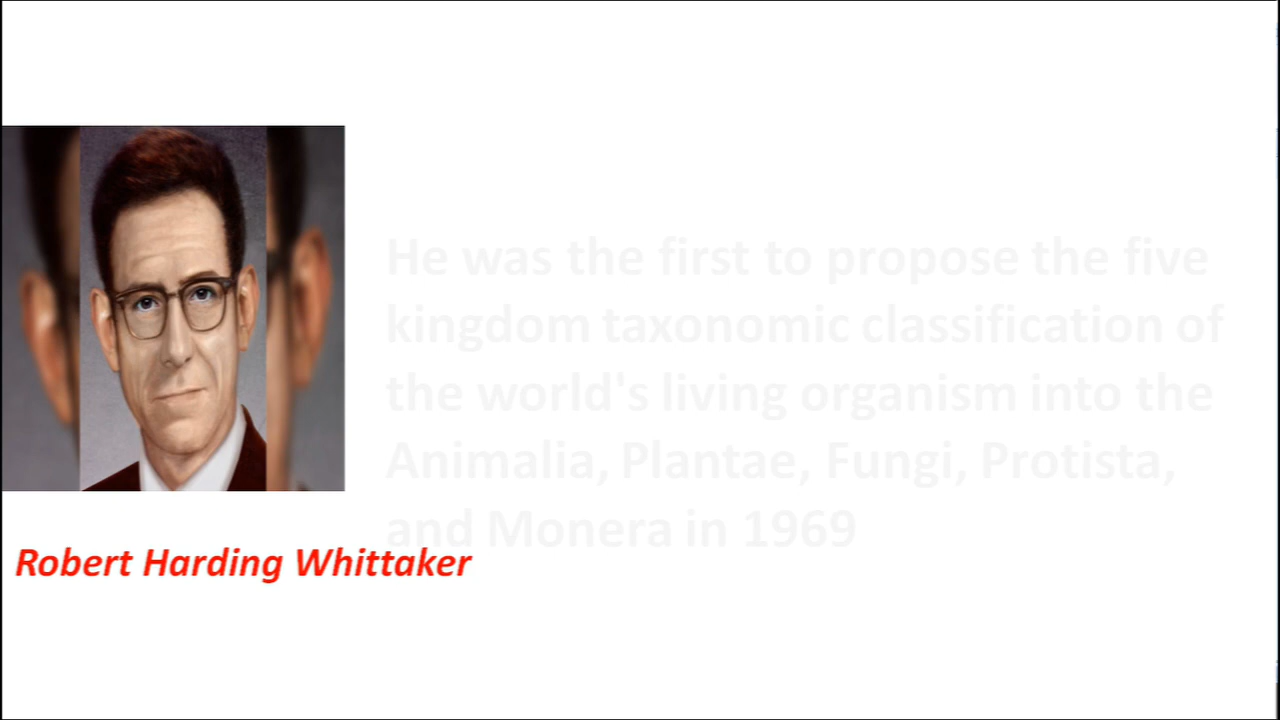 He was the first to propose the five
kingdom taxonomic classification of
the world's living organism into the
Animalia, Plantae, Fungi, Protista,
and Monera in 1969
Robert Harding Whittaker